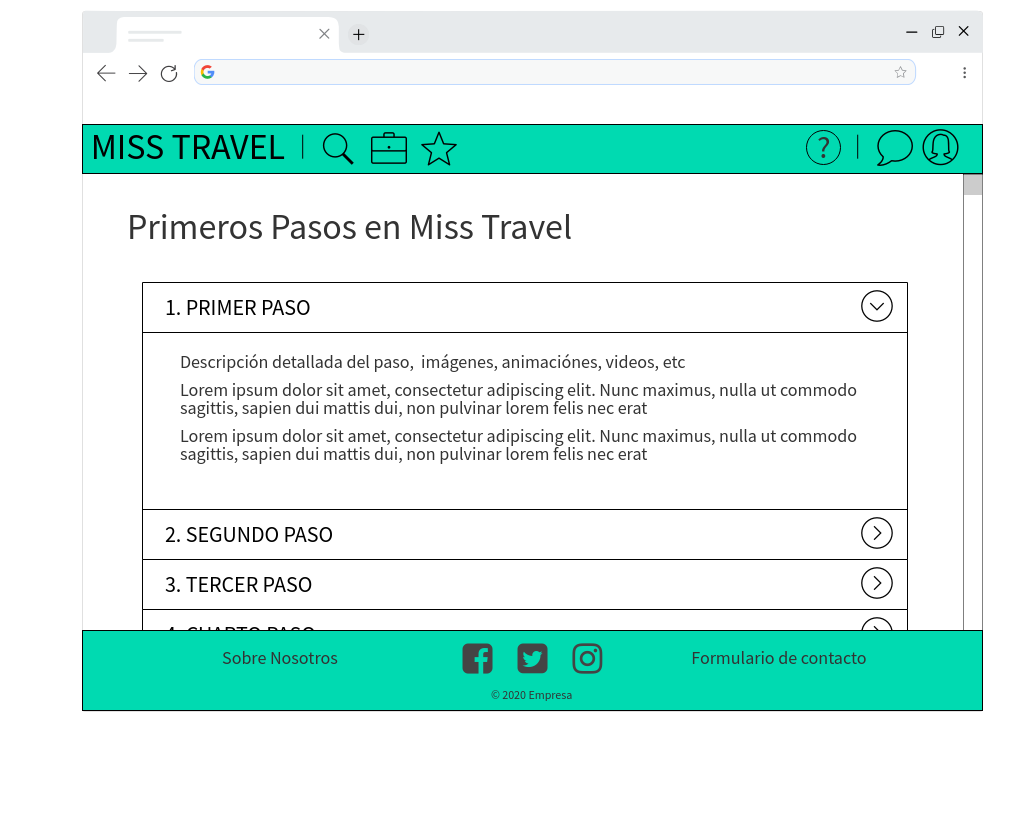 MISS TRAVEL
?
Primeros Pasos en Miss Travel
1. PRIMER PASO
Descripción detallada del paso,  imágenes, animaciónes, videos, etc
Lorem ipsum dolor sit amet, consectetur adipiscing elit. Nunc maximus, nulla ut commodo
sagittis, sapien dui mattis dui, non pulvinar lorem felis nec erat
Lorem ipsum dolor sit amet, consectetur adipiscing elit. Nunc maximus, nulla ut commodo
sagittis, sapien dui mattis dui, non pulvinar lorem felis nec erat
2. SEGUNDO PASO
3. TERCER PASO
4. CUARTO PASO
Sobre Nosotros
Formulario de contacto
© 2020 Empresa